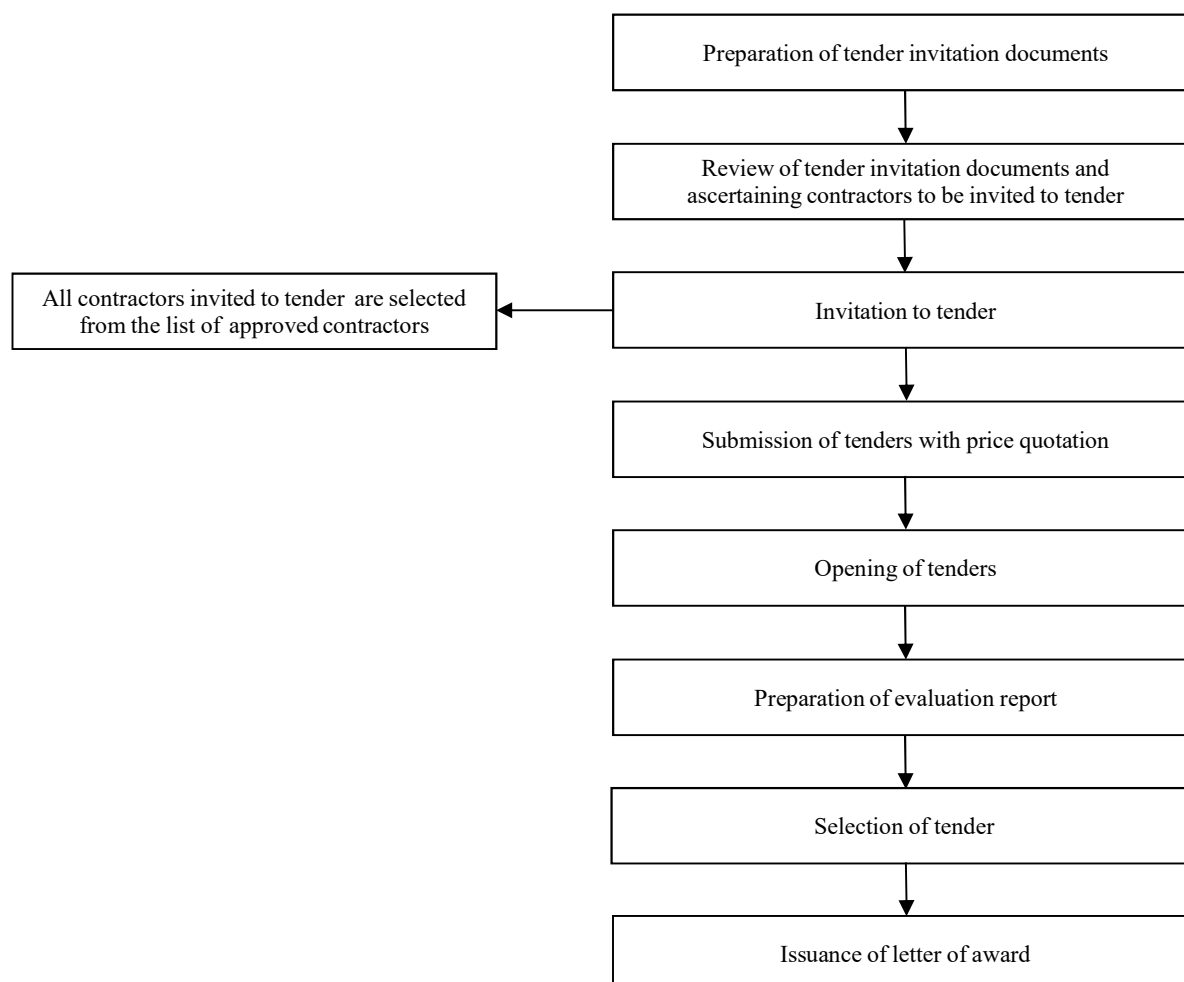 Preparation of tender invitation documents
Review of tender invitation documents and
ascertaining contractors to be invited to tender
All contractors invited to tender are selected
from the list of approved contractors
Invitation to tender
Submission of tenders with price quotation
Opening of tenders
Preparation of evaluation report
Selection of tender
Issuance of letter of award